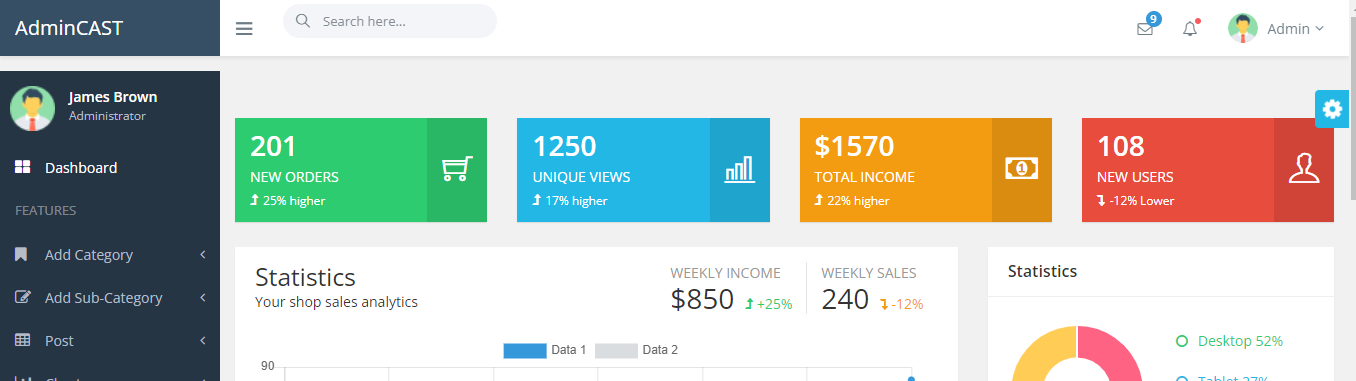 AdminCAST
Search here...
9
Admin
James Brown
Administrator
Dashboard
FEATURES
Add Category
Add Sub-Category
Post
201
NEW ORDERS
25% higher
1250
UNIQUE VIEWS
17% higher
$1570
TOTAL INCOME
22% higher
108
NEW USERS
-12% Lower
Statistics
Your shop sales analytics
WEEKLY INCOME
$850 +25%
WEEKLY SALES
240 -12%
Data 1 Data 2
90
Statistics
Desktop 52%
Tablet 27%